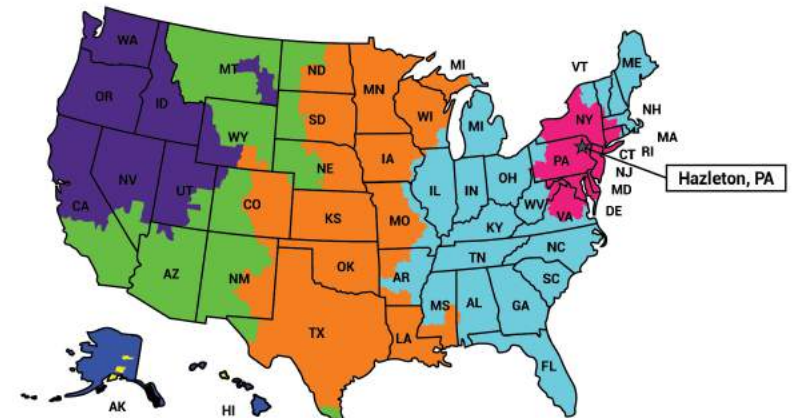 WA
MT
ND
MN
MI
VT
ME
OR
ID
SD
WI
MI
NY
NH
WY
MA
NV
UT
NE
IA
PA
CT
RI
NJ
Hazleton, PA
CA
CO
KS
MO
IL
IN
OH
WV
VA
MD
DE
KY
AZ
NM
OK
AR
TN
NC
SC
TX
LA
MS
AL
GA
FL
AK
HI